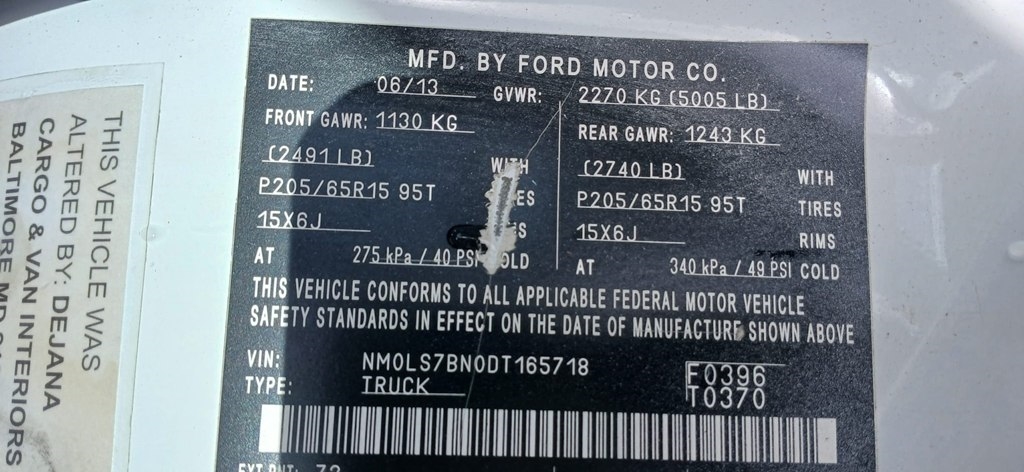 MFD. BY FORD MOTOR CO.
DATE: 06/13 GVWR: 2270 KG (5005 LB)
FRONT GAWR: 1130 KG REAR GAWR: 1243 KG
(2491 LB) WITH (2740 LB) WITH
P205/65R15 95T P205/65R15 95T TIRES
15X6J 15X6J RIMS
AT 275 kPa / 40 PSI COLD AT 340 kPa / 49 PSI COLD
THIS VEHICLE CONFORMS TO ALL APPLICABLE FEDERAL MOTOR VEHICLE
SAFETY STANDARDS IN EFFECT ON THE DATE OF MANUFACTURE SHOWN ABOVE
VIN: NM0LS7BN0DT165718 F0396
TYPE: TRUCK T0370
THIS VEHICLE WAS
ALTERED BY: DEJANA
CARGO & VAN INTERIORS
BALTIMORE MD